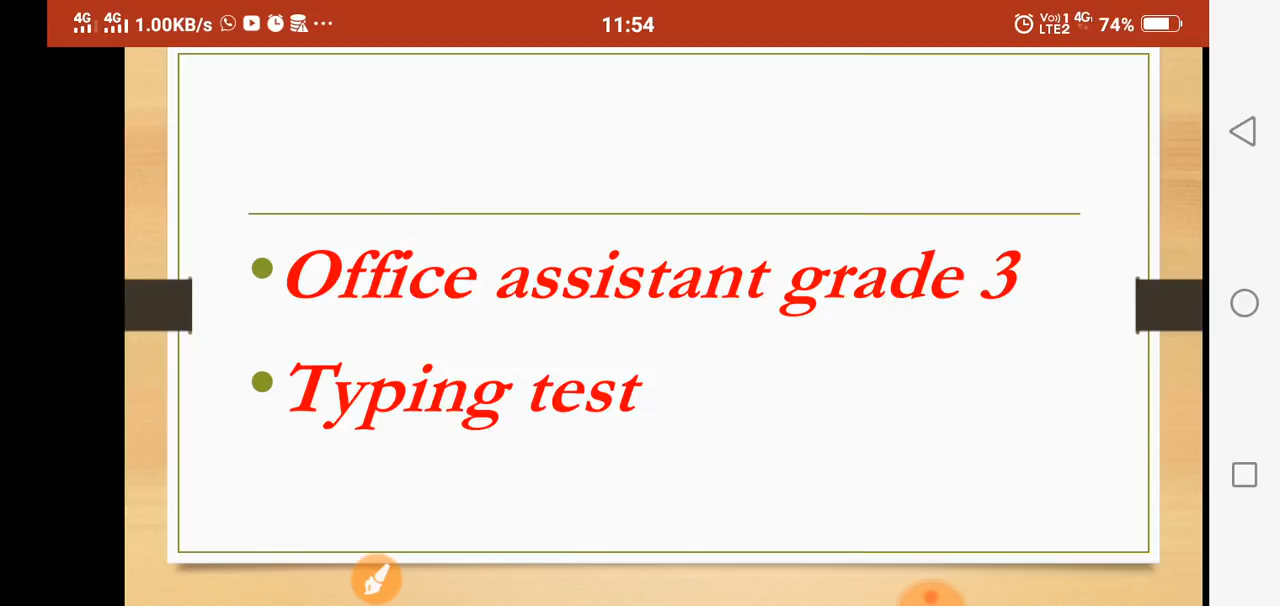 4G 4G 1.00KB/s 11:54 Vo)) 1 LTE2 4G 74%
Office assistant grade 3
Typing test